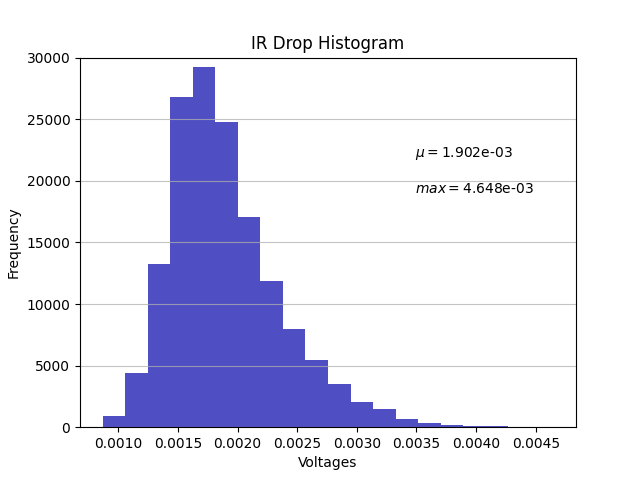 IR Drop Histogram
30000
25000
20000
15000
10000
5000
0
Frequency
μ = 1.902e-03
max = 4.648e-03
0.0010 0.0015 0.0020 0.0025 0.0030 0.0035 0.0040 0.0045
Voltages